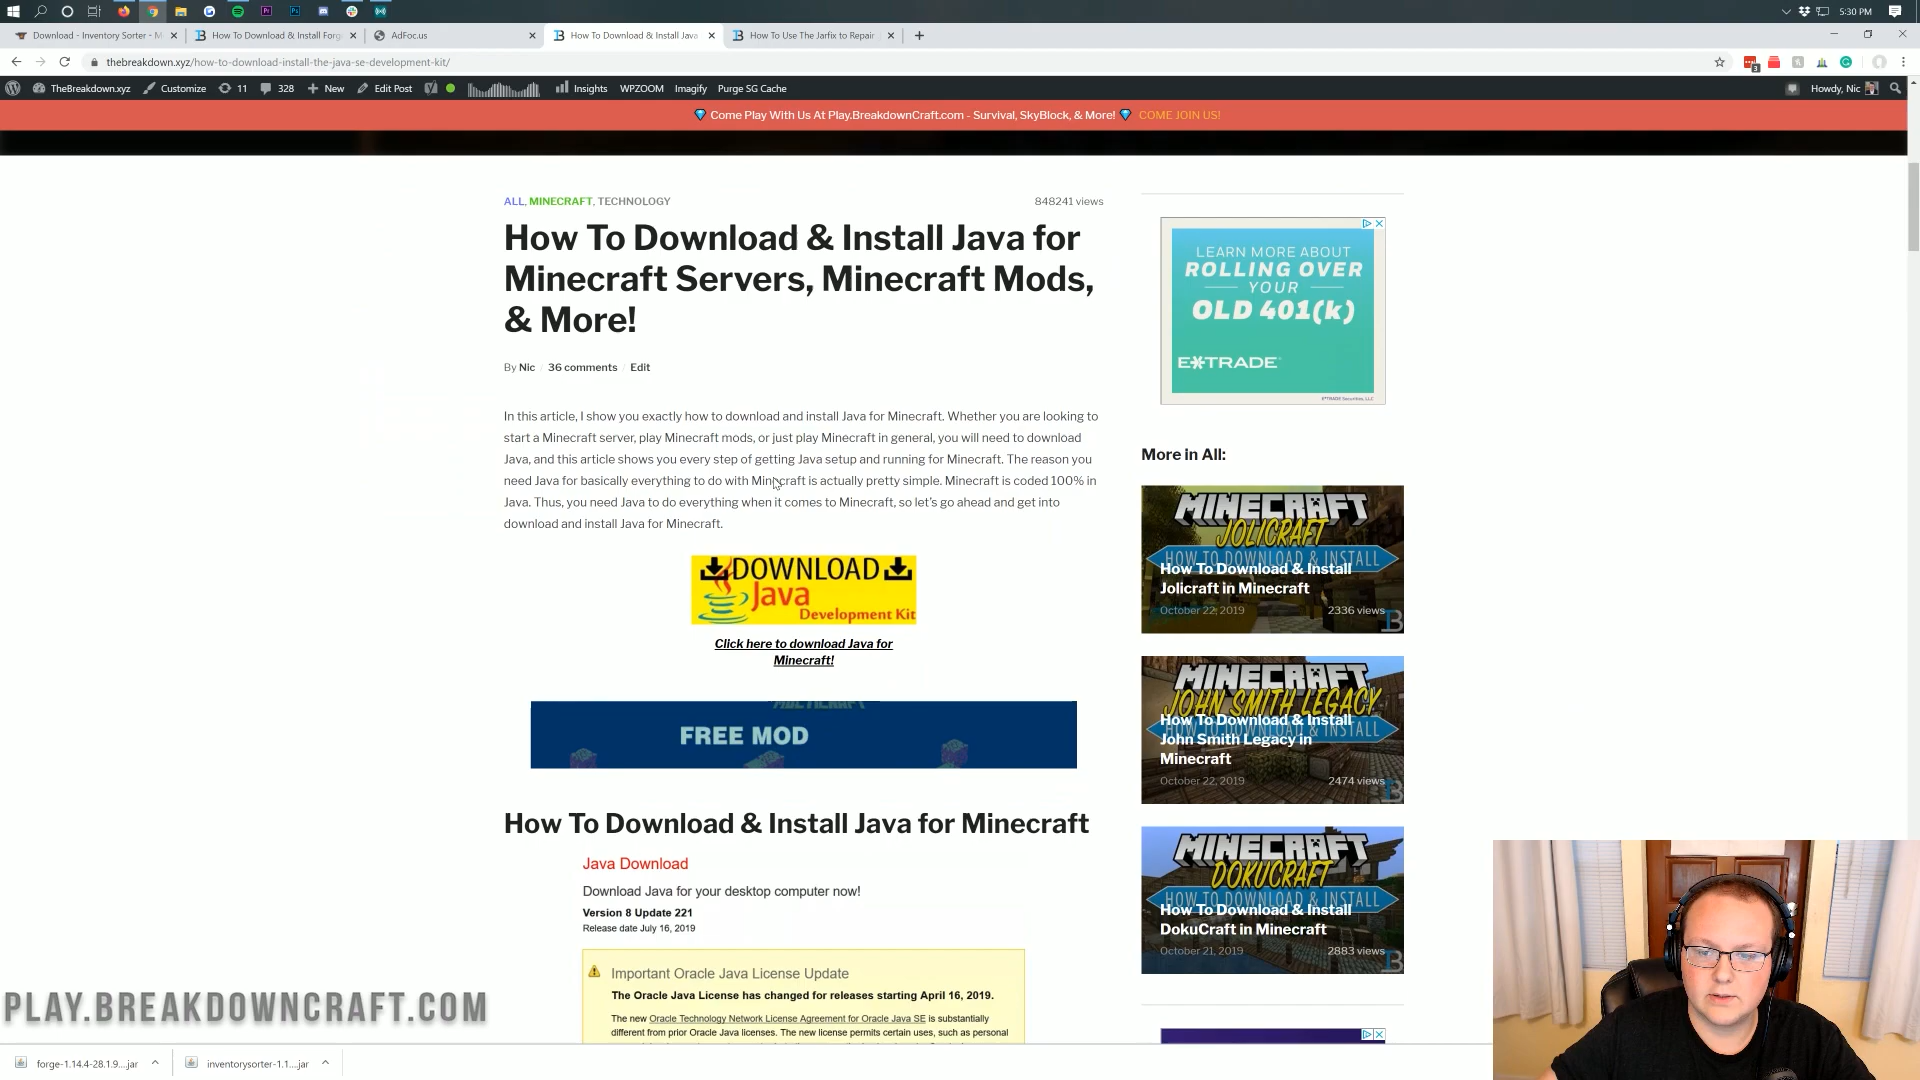 5:30 PM
Download - Inventory Sorter - M
How To Download & Install Forg
AdFoc.us
How To Download & Install Java
How To Use The Jarfix to Repair
thebreakdown.xyz/how-to-download-install-the-java-se-development-kit/
3
TheBreakdown.xyz
Customize
11
328
New
Edit Post
Insights
WPZOOM
Imagify
Purge SG Cache
Howdy, Nic
Come Play With Us At Play.BreakdownCraft.com - Survival, SkyBlock, & More!
COME JOIN US!
ALL, MINECRAFT, TECHNOLOGY
848241 views
How To Download & Install Java for
Minecraft Servers, Minecraft Mods,
& More!
By Nic
36 comments
Edit
In this article, I show you exactly how to download and install Java for Minecraft. Whether you are looking to
start a Minecraft server, play Minecraft mods, or just play Minecraft in general, you will need to download
Java, and this article shows you every step of getting Java setup and running for Minecraft. The reason you
need Java for basically everything to do with Minecraft is actually pretty simple. Minecraft is coded 100% in
Java. Thus, you need Java to do everything when it comes to Minecraft, so let's go ahead and get into
download and install Java for Minecraft.
DOWNLOAD
Java
Development Kit
Click here to download Java for
Minecraft!
FREE MOD
How To Download & Install Java for Minecraft
Java Download
Download Java for your desktop computer now!
Version 8 Update 221
Release date July 16, 2019
Important Oracle Java License Update
The Oracle Java License has changed for releases starting April 16, 2019.
The new Oracle Technology Network License Agreement for Oracle Java SE is substantially
different from prior Oracle Java licenses. The new license permits certain uses, such as personal
LEARN MORE ABOUT
ROLLING OVER
YOUR
OLD 401(k)
E*TRADE
E*TRADE Securities, LLC
More in All:
MINECRAFT
JOLICRAFT
HOW TO DOWNLOAD & INSTALL
How To Download & Install
Jolicraft in Minecraft
October 22, 2019
2336 views
MINECRAFT
JOHN SMITH LEGACY
HOW TO DOWNLOAD & INSTALL
How To Download & Install
John Smith Legacy in
Minecraft
October 22, 2019
2474 views
MINECRAFT
DOKUCRAFT
HOW TO DOWNLOAD & INSTALL
How To Download & Install
DokuCraft in Minecraft
October 21, 2019
2883 views
PLAY.BREAKDOWNCRAFT.COM
forge-1.14.4-28.1.9....jar
inventorysorter-1.1....jar